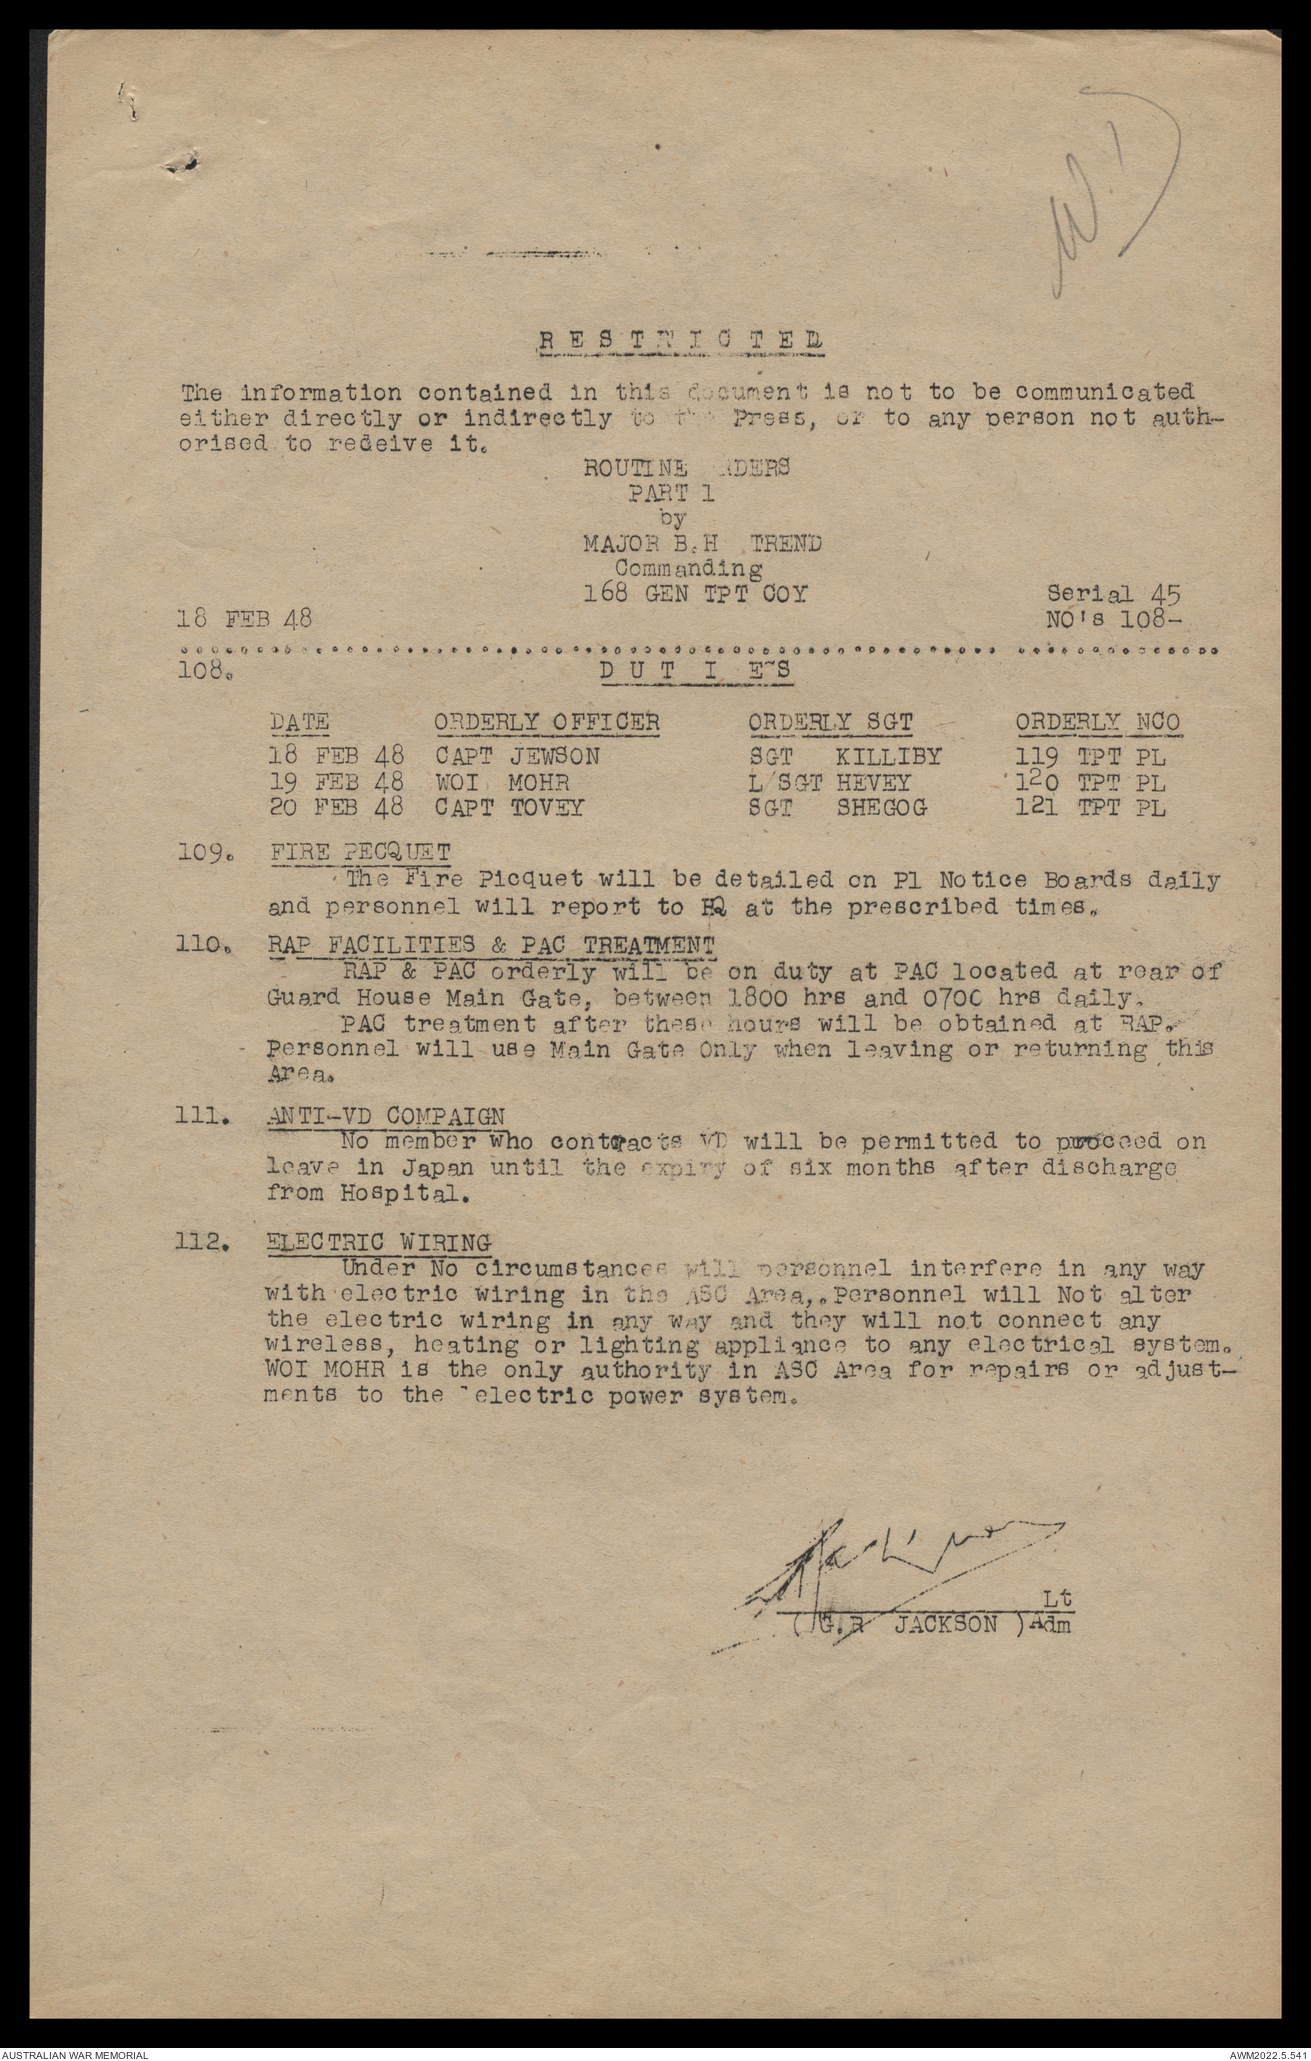 W.D
R E S T R I C T E D
The information contained in this document is not to be communicated
either directly or indirectly to the Press, or to any person not auth-
orised to redeive it.
ROUTINE RDERS
PART 1
by
MAJOR B.H TREND
Commanding
168 GEN TPT COY
Serial 45
18 FEB 48
NO's 108-
108.
D U T I E S
DATE ORDERLY OFFICER ORDERLY SGT ORDERLY NCO
18 FEB 48 CAPT JEWSON SGT KILLIBY 119 TPT PL
19 FEB 48 WOI MOHR L/SGT HEVEY 120 TPT PL
20 FEB 48 CAPT TOVEY SGT SHEGOG 121 TPT PL
109. FIRE PECQUET
The Fire Picquet will be detailed on Pl Notice Boards daily
and personnel will report to HQ at the prescribed times.
110. RAP FACILITIES & PAC TREATMENT
RAP & PAC orderly will be on duty at PAC located at rear of
Guard House Main Gate, between 1800 hrs and 0700 hrs daily.
PAC treatment after these hours will be obtained at RAP.
Personnel will use Main Gate Only when leaving or returning this
Area.
111. ANTI-VD COMPAIGN
No member who contracts VD will be permitted to proceed on
leave in Japan until the expiry of six months after discharge
from Hospital.
112. ELECTRIC WIRING
Under No circumstances will personnel interfere in any way
with electric wiring in the ASC Area,.Personnel will Not alter
the electric wiring in any way and they will not connect any
wireless, heating or lighting appliance to any electrical system.
WOI MOHR is the only authority in ASC Area for repairs or adjust-
ments to the electric power system.
Lt
( G.R JACKSON ) Adm
AUSTRALIAN WAR MEMORIAL
AWM2022.5.541